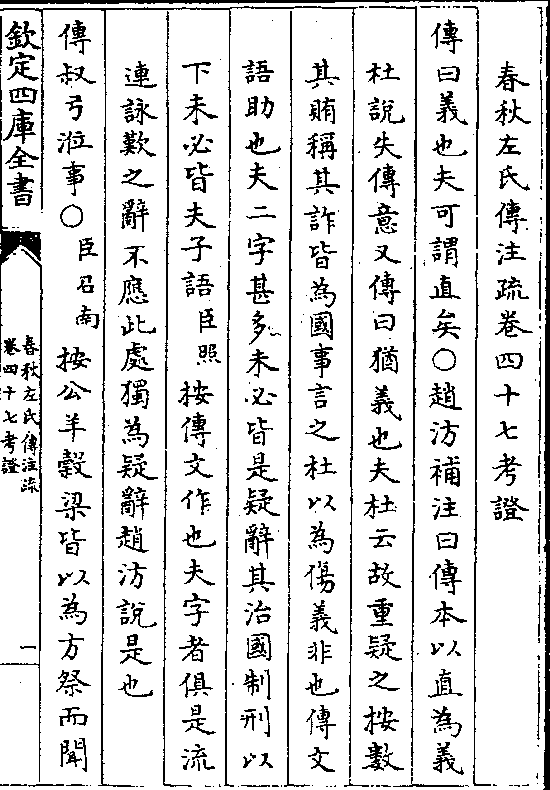 春秋左氏傳注疏卷四十七考證
傳曰義也夫可謂直矣○趙汸補注曰傳本以直為義
杜說失傳意又傳曰猶義也夫杜云故重疑之按數
其賄稱其詐皆為國事言之杜以為傷義非也傳文
語助也夫二字甚多未必皆是疑辭其治國制刑以
下未必皆夫子語臣照按傳文作也夫字者俱是流
連詠歎之辭不應此處獨為疑辭趙汸說是也
傳叔弓涖事○臣召南按公羊穀梁皆以為方祭而聞
欽定四庫全書
春秋左氏傳注疏
卷四十七考證
一